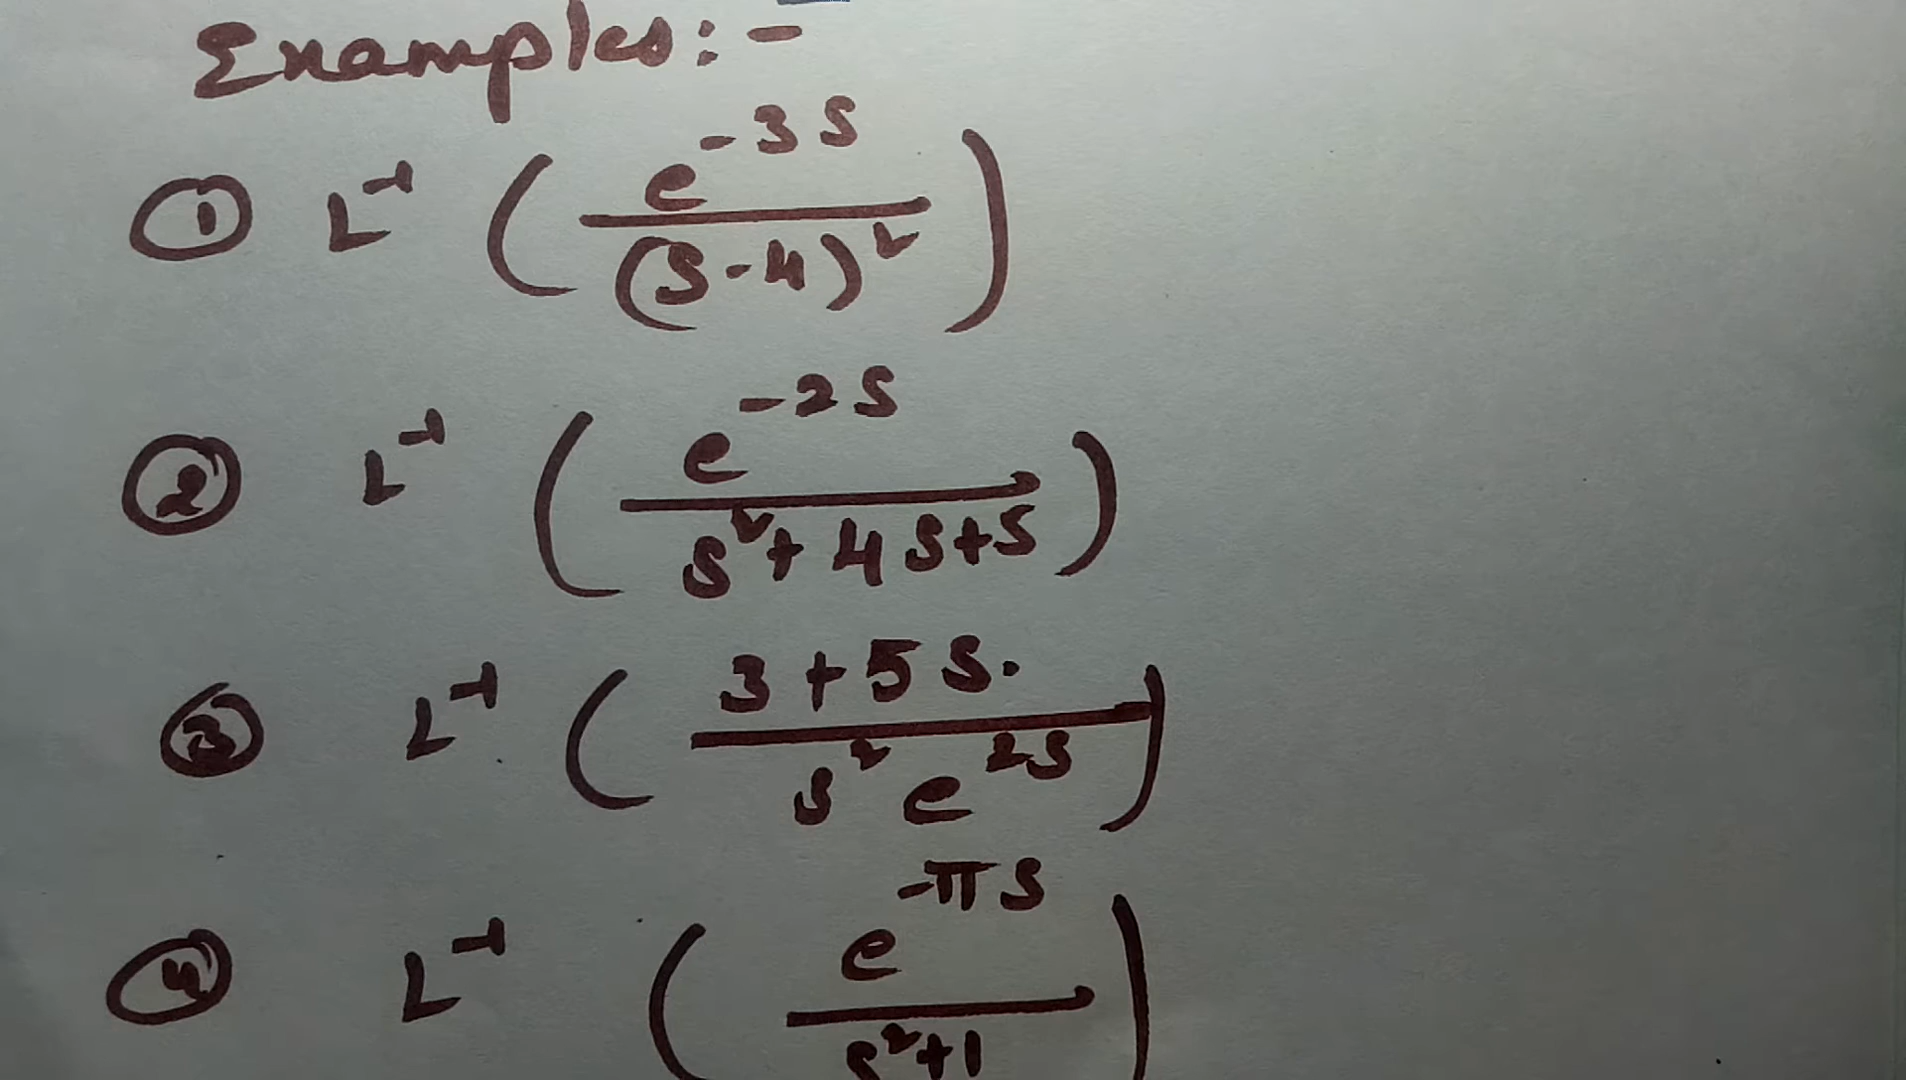 Examples:-
① L⁻¹ ( e^{-3s} / (s-4)² )
② L⁻¹ ( e^{-2s} / s²+4s+5 )
③ L⁻¹ ( 3+5s. / s² e^{2s} )
④ L⁻¹ ( e^{-πs} / s²+1 )